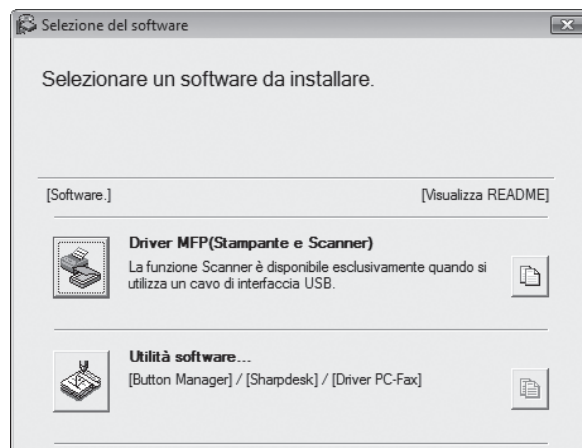 Selezione del software
Selezionare un software da installare.
[Software.] [Visualizza README]
Driver MFP(Stampante e Scanner)
La funzione Scanner è disponibile esclusivamente quando si
utilizza un cavo di interfaccia USB.
Utilità software...
[Button Manager] / [Sharpdesk] / [Driver PC-Fax]